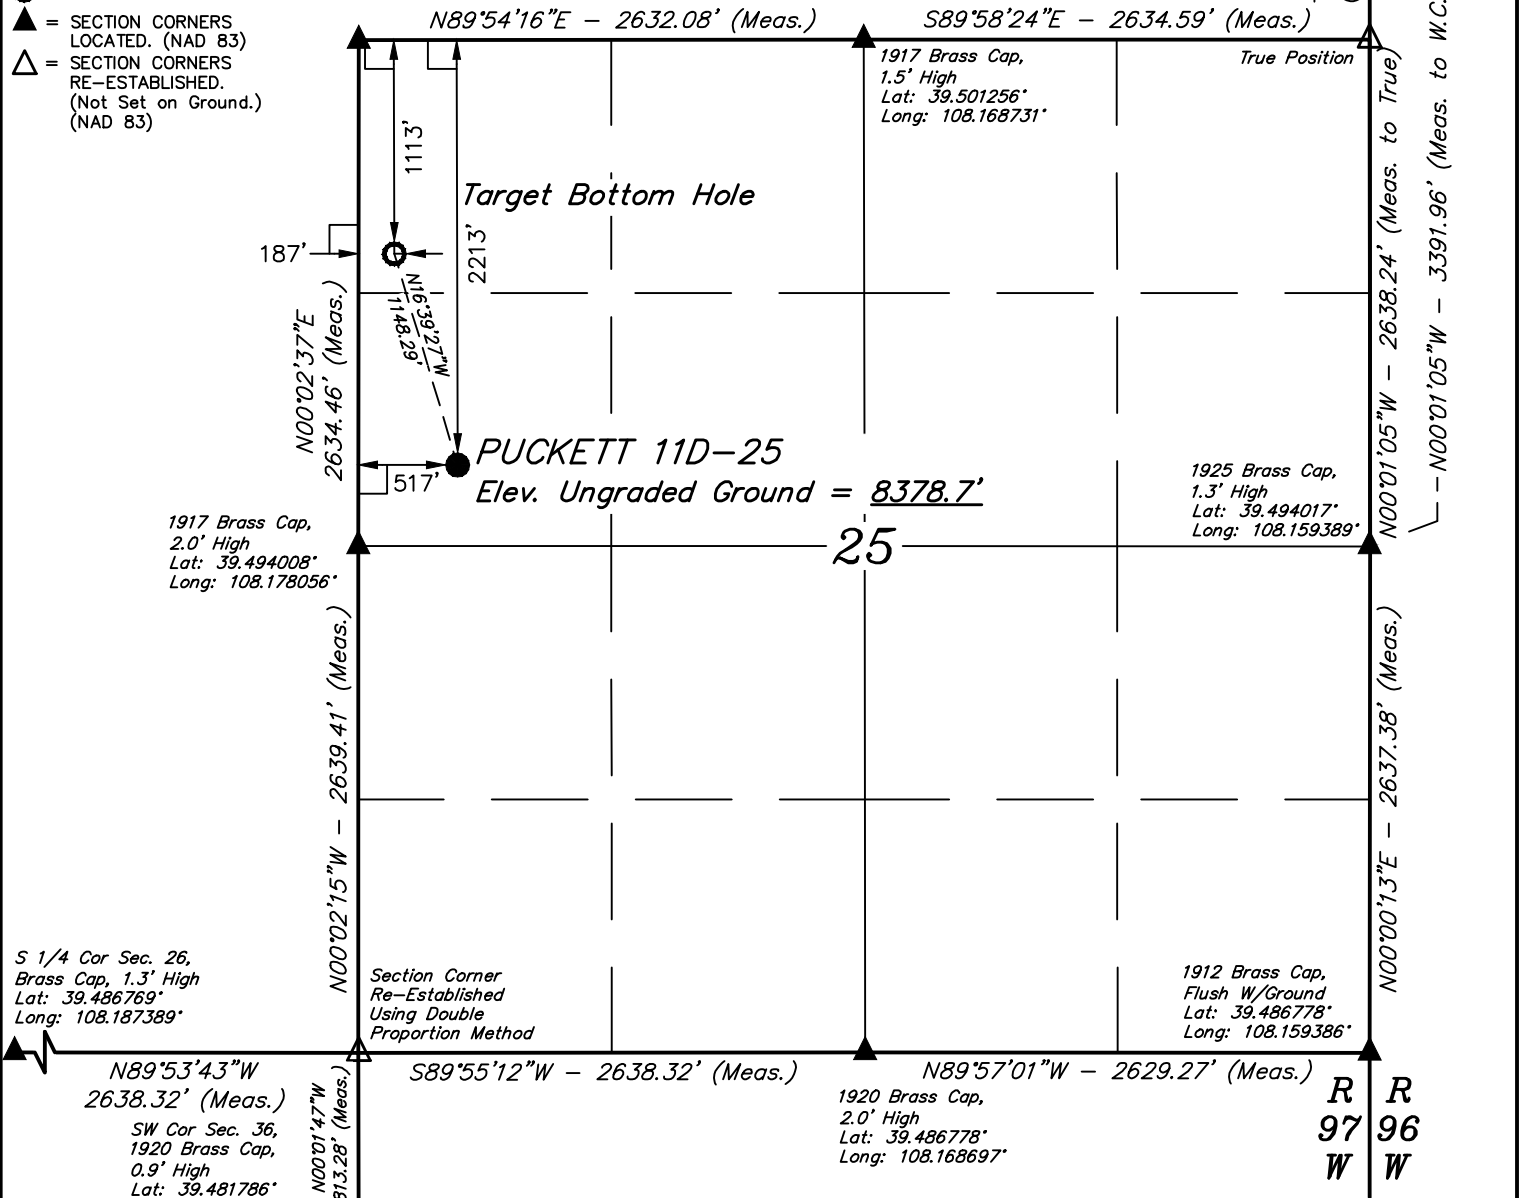 ▲ = SECTION CORNERS
LOCATED. (NAD 83)
△ = SECTION CORNERS
RE-ESTABLISHED.
(Not Set on Ground.)
(NAD 83)
N89°54'16"E - 2632.08' (Meas.)
S89°58'24"E - 2634.59' (Meas.)
1917 Brass Cap,
1.5' High
Lat: 39.501256°
Long: 108.168731°
True Position
1113'
Target Bottom Hole
2213'
187'
N16°39'27"W
1148.29'
N00°02'37"E
2634.46' (Meas.)
N00°01'05"W - 2638.24' (Meas. to True)
N00°01'05"W - 3391.96' (Meas. to W.C.
PUCKETT 11D-25
Elev. Ungraded Ground = 8378.7'
517'
1925 Brass Cap,
1.3' High
Lat: 39.494017°
Long: 108.159389°
1917 Brass Cap,
2.0' High
Lat: 39.494008°
Long: 108.178056°
25
N00°02'15"W - 2639.41' (Meas.)
N00°00'13"E - 2637.38' (Meas.)
S 1/4 Cor Sec. 26,
Brass Cap, 1.3' High
Lat: 39.486769°
Long: 108.187389°
Section Corner
Re-Established
Using Double
Proportion Method
1912 Brass Cap,
Flush W/Ground
Lat: 39.486778°
Long: 108.159386°
N89°53'43"W
2638.32' (Meas.)
S89°55'12"W - 2638.32' (Meas.)
N89°57'01"W - 2629.27' (Meas.)
SW Cor Sec. 36,
1920 Brass Cap,
0.9' High
Lat: 39.481786°
N00°01'47"W
813.28' (Meas.)
1920 Brass Cap,
2.0' High
Lat: 39.486778°
Long: 108.168697°
R R
97 96
W W